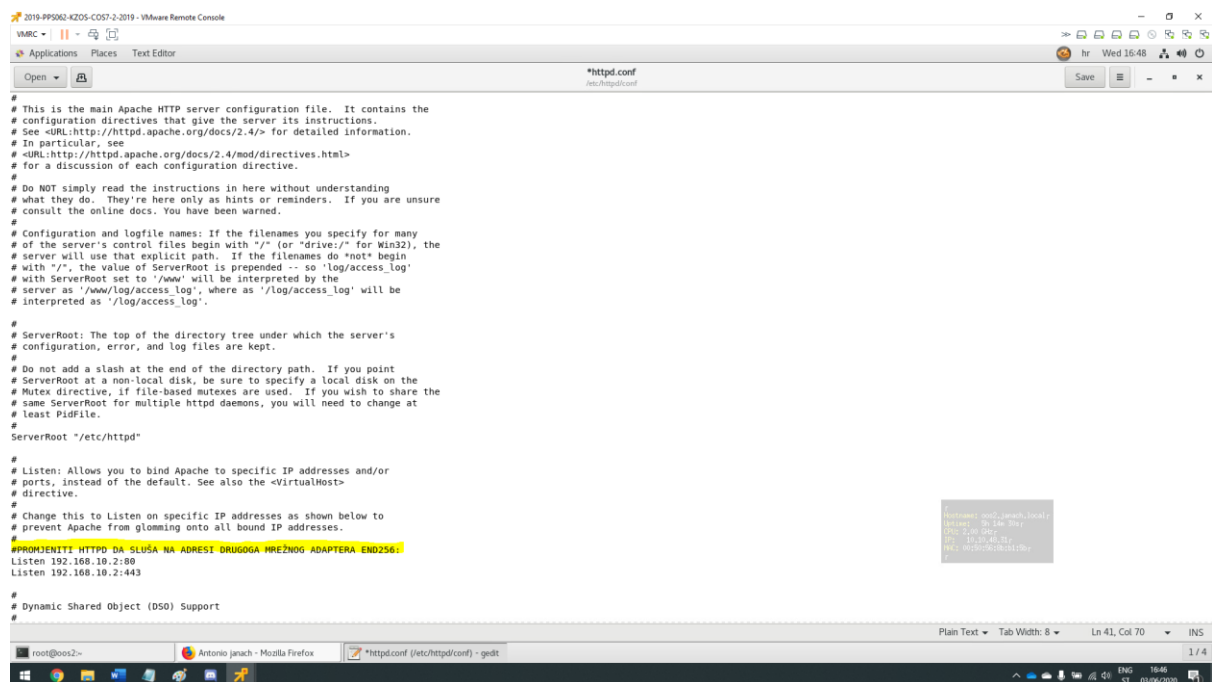 2019-PPS062-KZOS-COS7-2-2019 - VMware Remote Console
VMRC
Applications Places Text Editor
hr Wed 16:48
Open
*httpd.conf
/etc/httpd/conf
Save
#
# This is the main Apache HTTP server configuration file. It contains the
# configuration directives that give the server its instructions.
# See <URL:http://httpd.apache.org/docs/2.4/> for detailed information.
# In particular, see
# <URL:http://httpd.apache.org/docs/2.4/mod/directives.html>
# for a discussion of each configuration directive.
#
# Do NOT simply read the instructions in here without understanding
# what they do. They're here only as hints or reminders. If you are unsure
# consult the online docs. You have been warned.
#
# Configuration and logfile names: If the filenames you specify for many
# of the server's control files begin with "/" (or "drive:/" for Win32), the
# server will use that explicit path. If the filenames do *not* begin
# with "/", the value of ServerRoot is prepended -- so 'log/access_log'
# with ServerRoot set to '/www' will be interpreted by the
# server as '/www/log/access_log', where as '/log/access_log' will be
# interpreted as '/log/access_log'.
#
# ServerRoot: The top of the directory tree under which the server's
# configuration, error, and log files are kept.
#
# Do not add a slash at the end of the directory path. If you point
# ServerRoot at a non-local disk, be sure to specify a local disk on the
# Mutex directive, if file-based mutexes are used. If you wish to share the
# same ServerRoot for multiple httpd daemons, you will need to change at
# least PidFile.
#
ServerRoot "/etc/httpd"
#
# Listen: Allows you to bind Apache to specific IP addresses and/or
# ports, instead of the default. See also the <VirtualHost>
# directive.
#
# Change this to Listen on specific IP addresses as shown below to
# prevent Apache from glomming onto all bound IP addresses.
#
#PROMJENITI HTTPD DA SLUŠA NA ADRESI DRUGOGA MREŽNOG ADAPTERA END256:
Listen 192.168.10.2:80
Listen 192.168.10.2:443
#
# Dynamic Shared Object (DSO) Support
#
Plain Text Tab Width: 8 Ln 41, Col 70 INS
root@oos2:~ Antonio janach - Mozilla Firefox *httpd.conf (/etc/httpd/conf) - gedit 1 / 4
ENG 16:46
03/06/2020